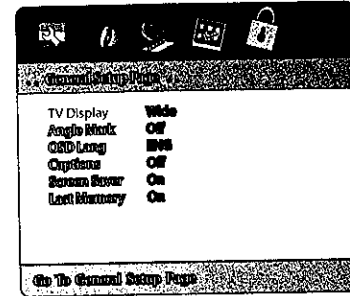 .. General Setup Page ..
TV Display Wide
Angle Mark Off
OSD Lang ENG
Captions Off
Screen Saver On
Last Memory On
Go To General Setup Page